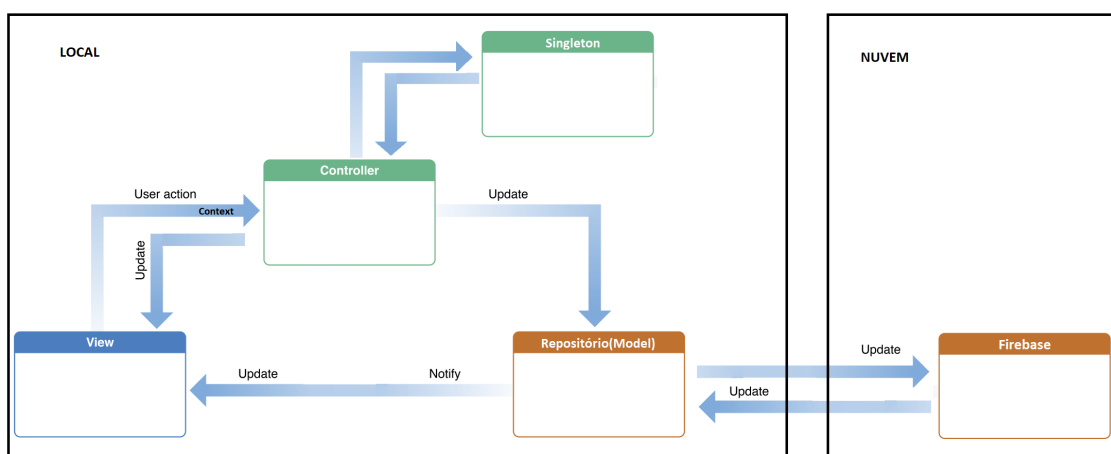 LOCAL
Singleton
NUVEM
Controller
User action
Context
Update
Update
View
Repositório(Model)
Firebase
Update
Update
Notify
Update